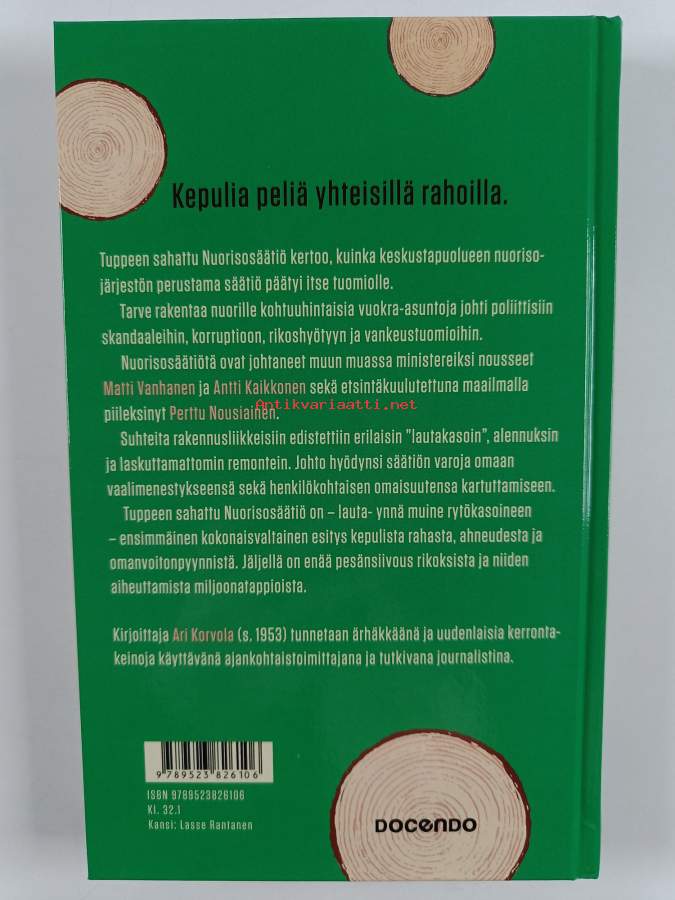 Kepulia peliä yhteisillä rahoilla.
Tuppeen sahattu Nuorisosäätiö kertoo, kuinka keskustapuolueen nuoriso-
järjestön perustama säätiö päätyi itse tuomiolle.
Tarve rakentaa nuorille kohtuuhintaisia vuokra-asuntoja johti poliittisiin
skandaaleihin, korruptioon, rikoshyötyyn ja vankeustuomioihin.
Nuorisosäätiötä ovat johtaneet muun muassa ministereiksi nousseet
Matti Vanhanen ja Antti Kaikkonen sekä etsintäkuulutettuna maailmalla
Antikvariaatti.net
piileksinyt Perttu Nousiainen.
Suhteita rakennusliikkeisiin edistettiin erilaisin "lautakasoin", alennuksin
ja laskuttamattomin remontein. Johto hyödynsi säätiön varoja omaan
vaalimenestykseensä sekä henkilökohtaisen omaisuutensa kartuttamiseen.
Tuppeen sahattu Nuorisosäätiö on – lauta- ynnä muine rytökasoineen
– ensimmäinen kokonaisvaltainen esitys kepulista rahasta, ahneudesta ja
omanvoitonpyynnistä. Jäljellä on enää pesänsiivous rikoksista ja niiden
aiheuttamista miljoonatappioista.
Kirjoittaja Ari Korvola (s. 1953) tunnetaan ärhäkkäänä ja uudenlaisia kerronta-
keinoja käyttävänä ajankohtaistoimittajana ja tutkivana journalistina.
9 789523 826106
ISBN 9789523826106
Kl. 32.1
Kansi: Lasse Rantanen
DOCENDO